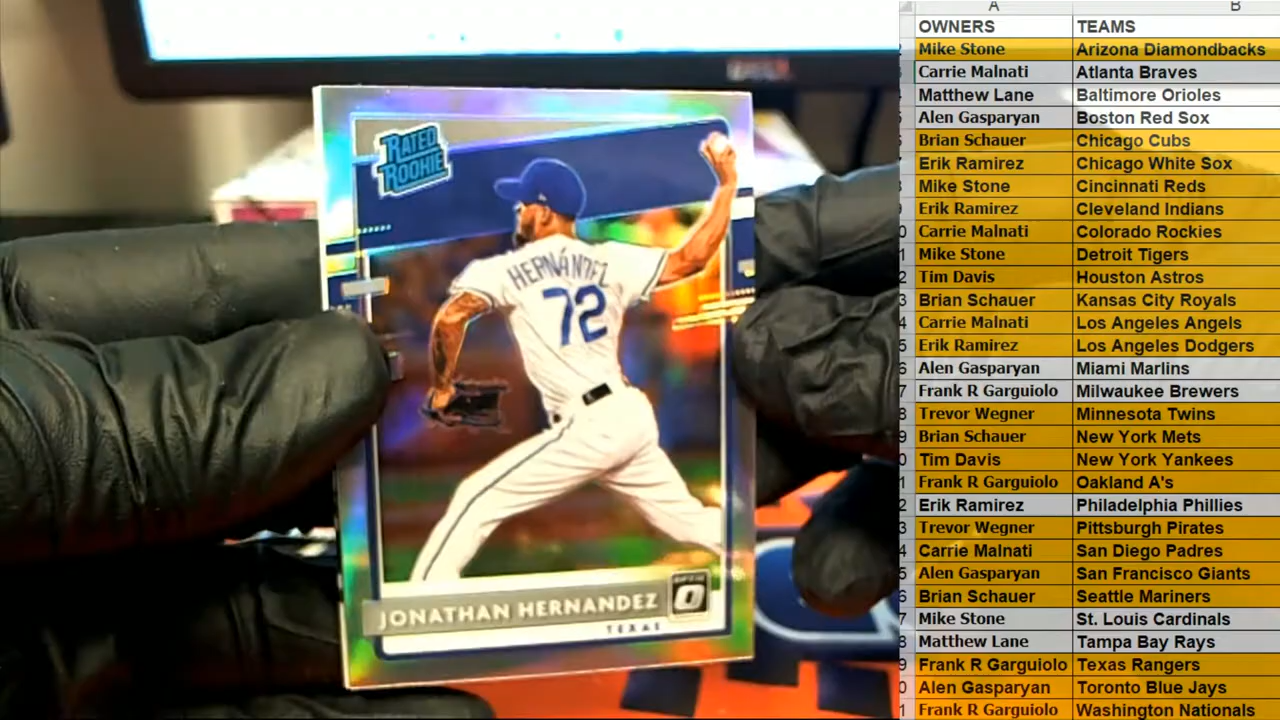 RATED
ROOKIE
HERNÁNDEZ
72
JONATHAN HERNANDEZ
OPTIC
O
TEXAS
A B
OWNERS TEAMS
Mike Stone Arizona Diamondbacks
Carrie Malnati Atlanta Braves
Matthew Lane Baltimore Orioles
Alen Gasparyan Boston Red Sox
Brian Schauer Chicago Cubs
Erik Ramirez Chicago White Sox
Mike Stone Cincinnati Reds
Erik Ramirez Cleveland Indians
Carrie Malnati Colorado Rockies
Mike Stone Detroit Tigers
Tim Davis Houston Astros
Brian Schauer Kansas City Royals
Carrie Malnati Los Angeles Angels
Erik Ramirez Los Angeles Dodgers
Alen Gasparyan Miami Marlins
Frank R Garguiolo Milwaukee Brewers
Trevor Wegner Minnesota Twins
Brian Schauer New York Mets
Tim Davis New York Yankees
Frank R Garguiolo Oakland A's
Erik Ramirez Philadelphia Phillies
Trevor Wegner Pittsburgh Pirates
Carrie Malnati San Diego Padres
Alen Gasparyan San Francisco Giants
Brian Schauer Seattle Mariners
Mike Stone St. Louis Cardinals
Matthew Lane Tampa Bay Rays
Frank R Garguiolo Texas Rangers
Alen Gasparyan Toronto Blue Jays
Frank R Garguiolo Washington Nationals